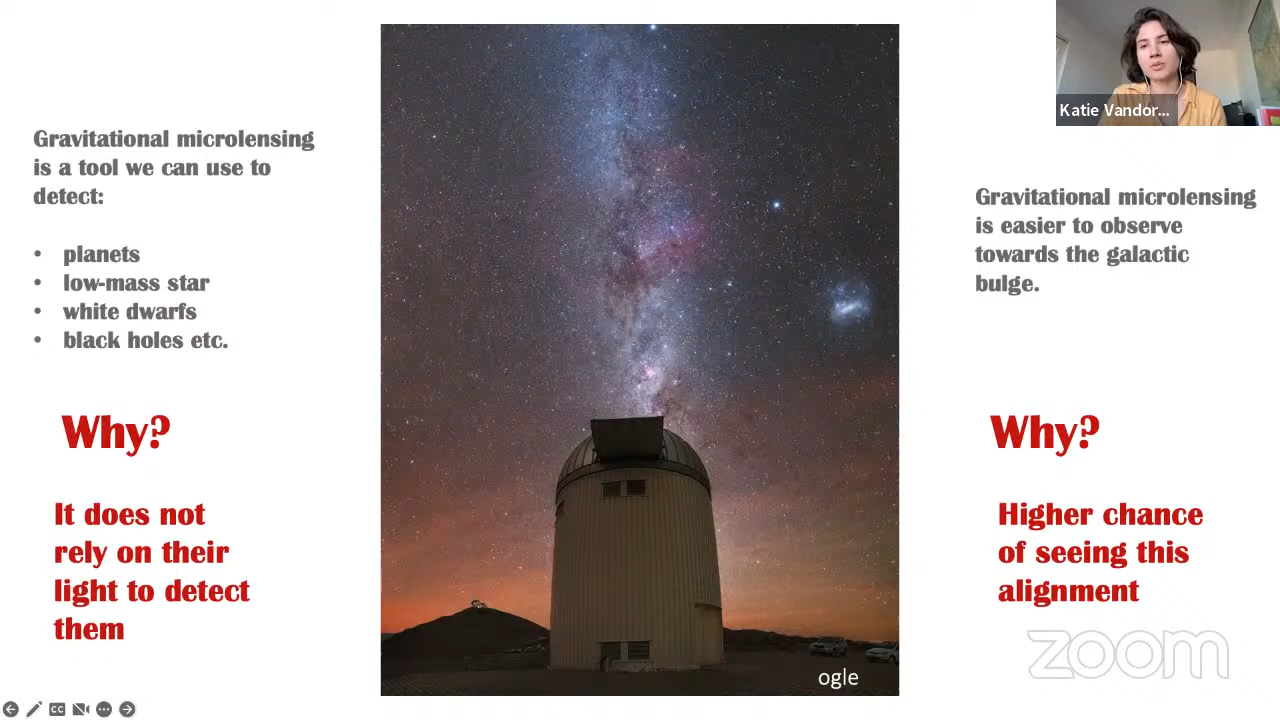 Gravitational microlensing
is a tool we can use to
detect:
• planets
• low-mass star
• white dwarfs
• black holes etc.
Why?
It does not
rely on their
light to detect
them
ogle
Katie Vandor...
Gravitational microlensing
is easier to observe
towards the galactic
bulge.
Why?
Higher chance
of seeing this
alignment
zoom
CC